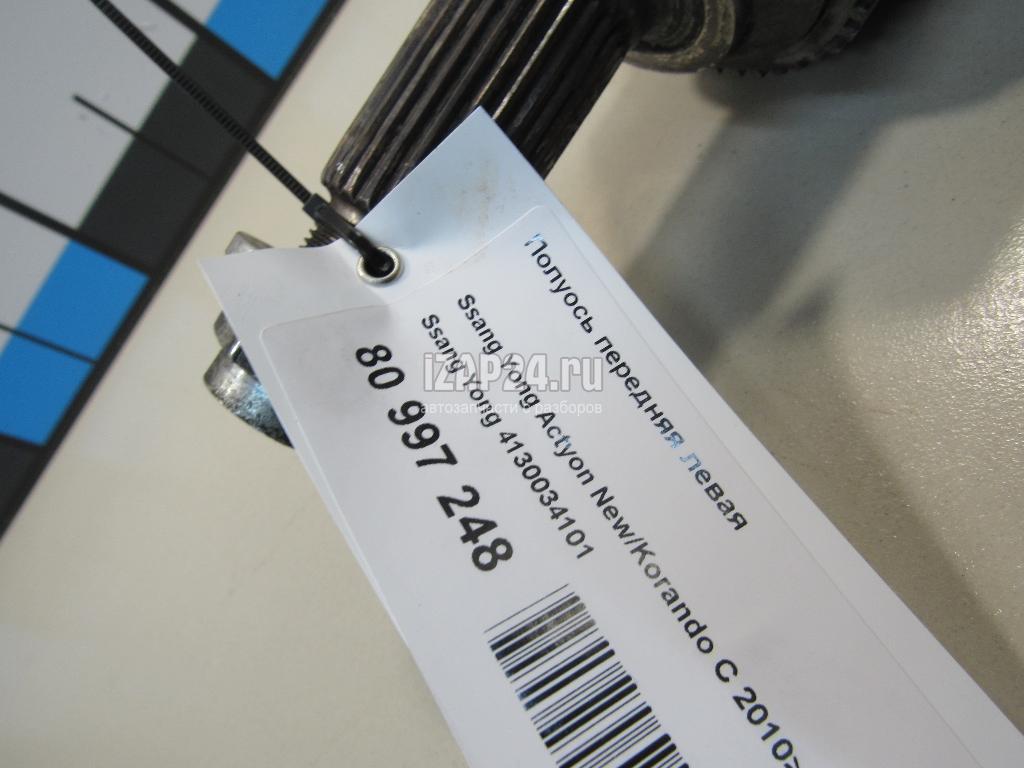 Полуось передняя левая
Ssang Yong Actyon New/Korando C 2010>
Ssang Yong 4130034101
80 997 248
iZAP24.ru
автозапчасти с разборов